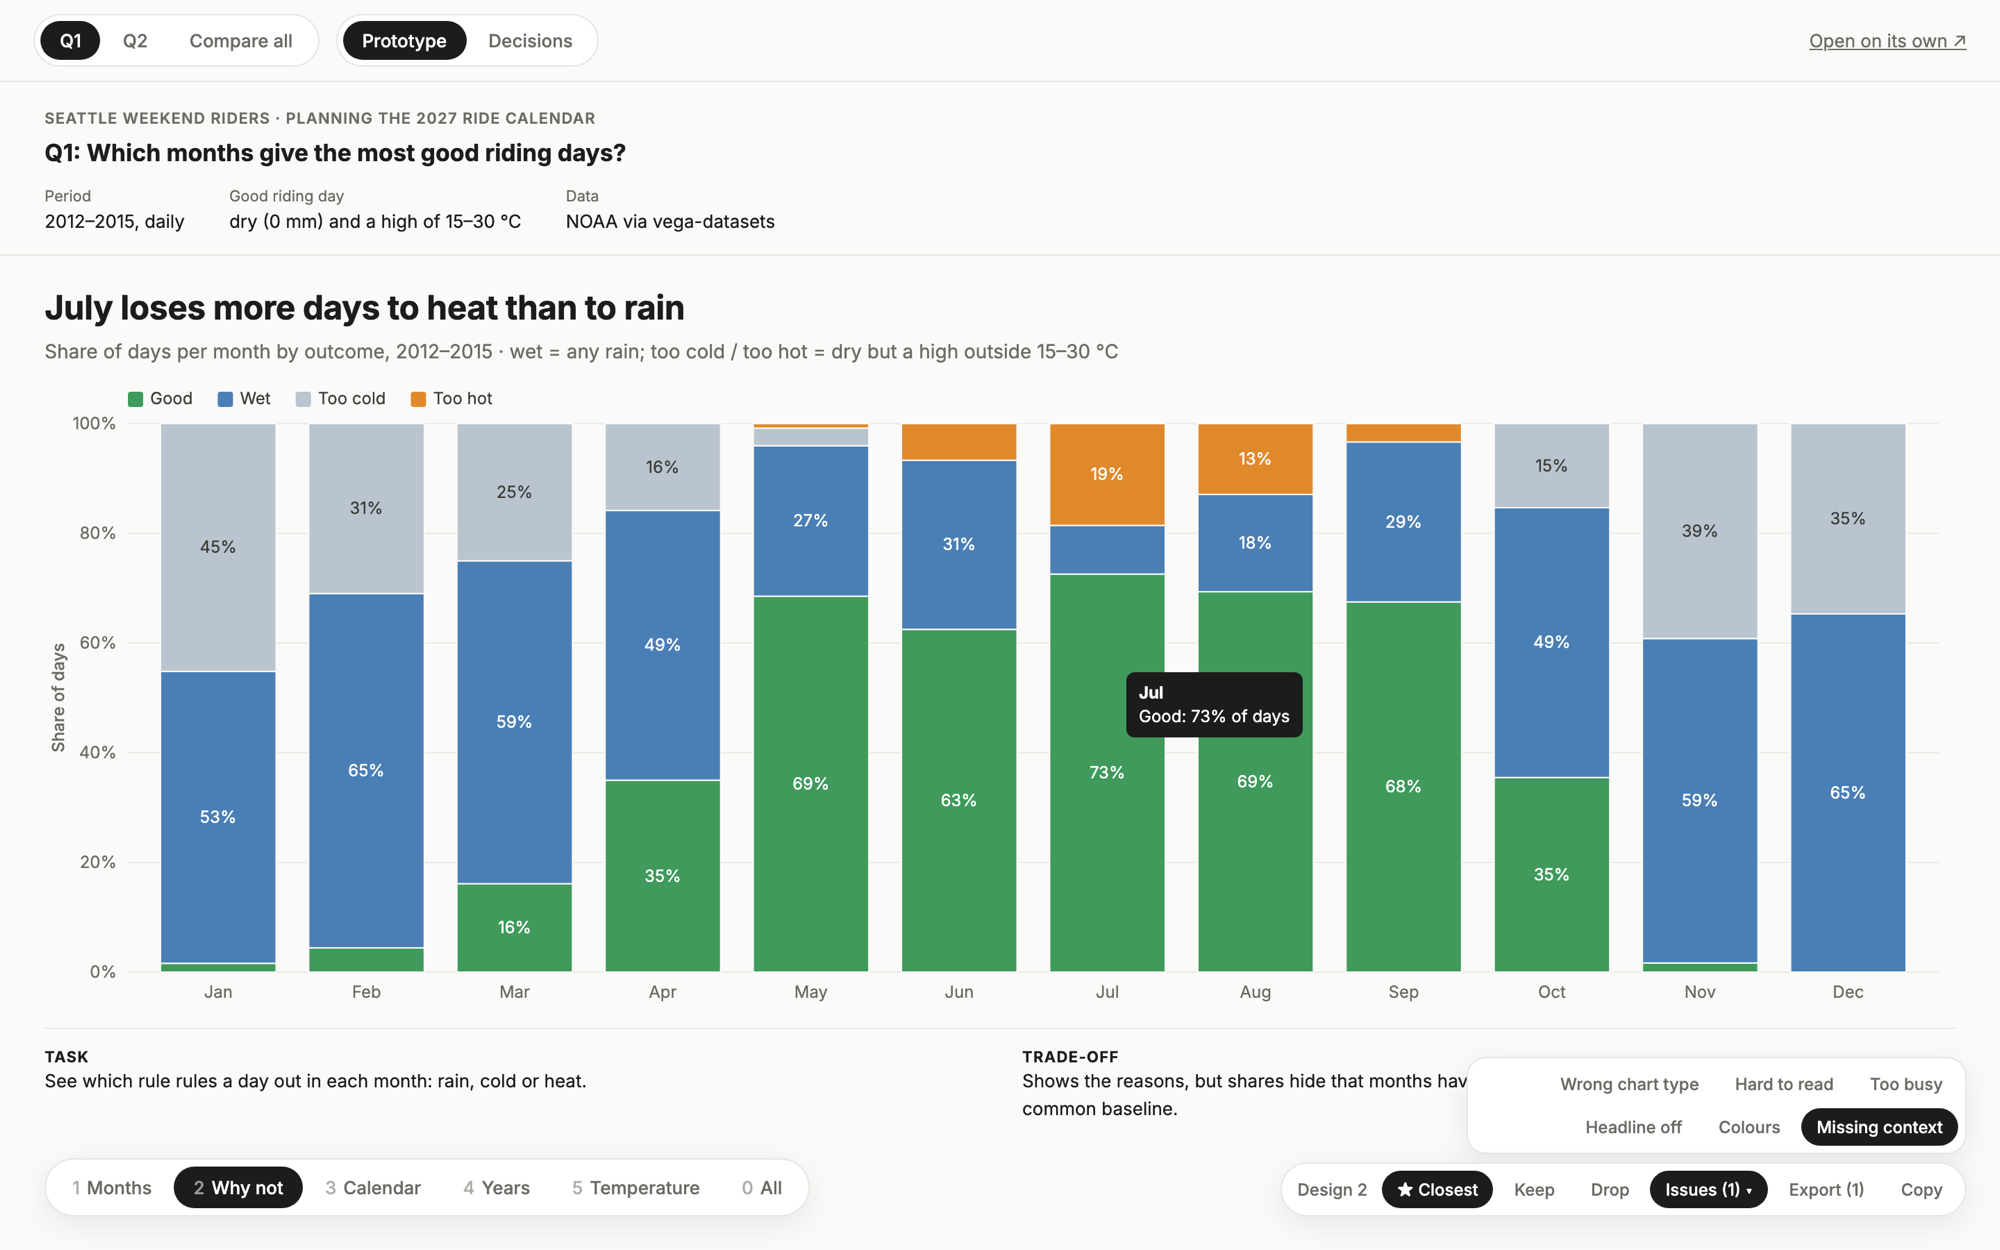 Q1 Q2 Compare all Prototype Decisions Open on its own ↗
SEATTLE WEEKEND RIDERS · PLANNING THE 2027 RIDE CALENDAR
Q1: Which months give the most good riding days?
Period Good riding day Data
2012–2015, daily dry (0 mm) and a high of 15–30 °C NOAA via vega-datasets
July loses more days to heat than to rain
Share of days per month by outcome, 2012–2015 · wet = any rain; too cold / too hot = dry but a high outside 15–30 °C
Good Wet Too cold Too hot
Share of days
100%
80%
60%
40%
20%
0%
45% 53%
31% 65%
25% 59% 16%
16% 49% 35%
27% 69%
31% 63%
19% 73%
13% 18% 69%
29% 68%
15% 49% 35%
39% 59%
35% 65%
Jul
Good: 73% of days
Jan Feb Mar Apr May Jun Jul Aug Sep Oct Nov Dec
TASK
See which rule rules a day out in each month: rain, cold or heat.
TRADE-OFF
Shows the reasons, but shares hide that months hav
common baseline.
Wrong chart type Hard to read Too busy
Headline off Colours Missing context
1 Months 2 Why not 3 Calendar 4 Years 5 Temperature 0 All
Design 2 ★ Closest Keep Drop Issues (1) ▾ Export (1) Copy